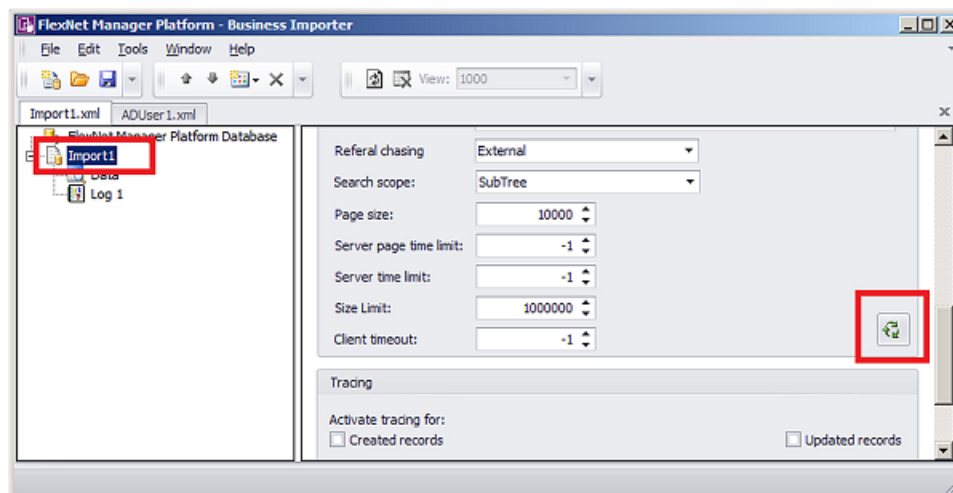 FlexNet Manager Platform - Business Importer
File Edit Tools Window Help
View: 1000
Import1.xml ADUser1.xml
FlexNet Manager Platform Database
Import1
Data
Log 1
Referal chasing External
Search scope: SubTree
Page size: 10000
Server page time limit: -1
Server time limit: -1
Size Limit: 1000000
Client timeout: -1
Tracing
Activate tracing for:
Created records Updated records